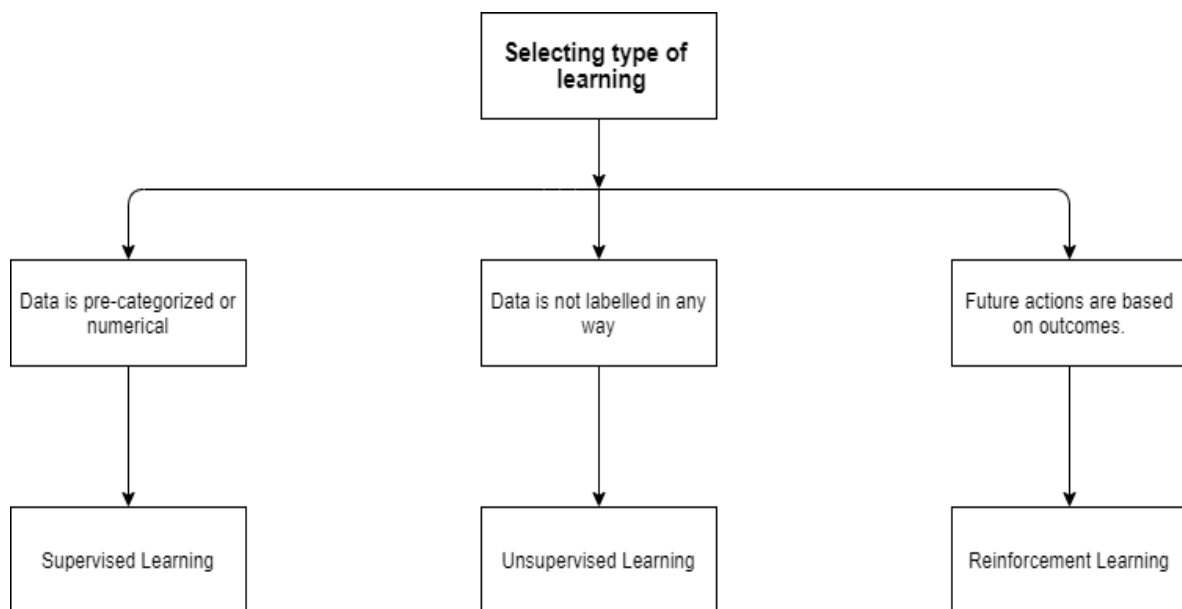 Selecting type of
learning
Data is pre-categorized or
numerical
Data is not labelled in any
way
Future actions are based
on outcomes.
Supervised Learning
Unsupervised Learning
Reinforcement Learning